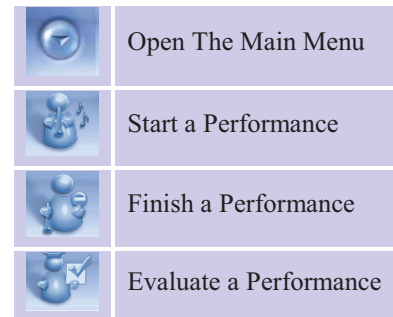 Open The Main Menu
Start a Performance
Finish a Performance
Evaluate a Performance